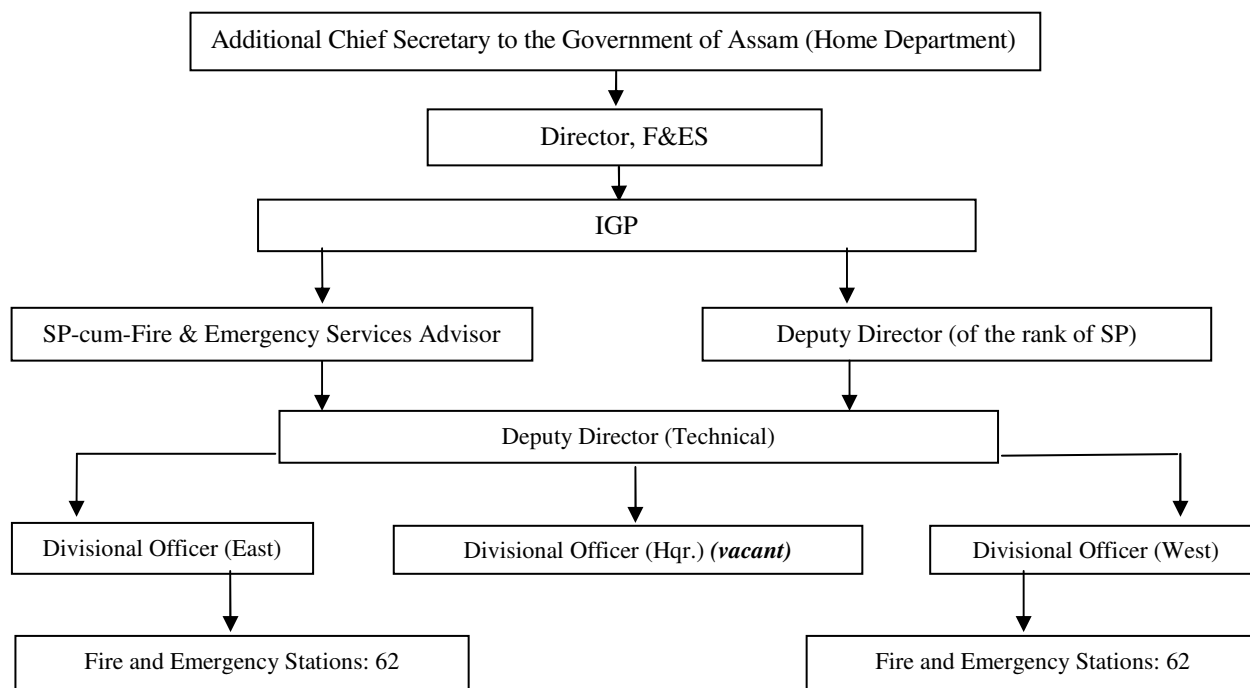 Additional Chief Secretary to the Government of Assam (Home Department)
Director, F&ES
IGP
SP-cum-Fire & Emergency Services Advisor
Deputy Director (of the rank of SP)
Deputy Director (Technical)
Divisional Officer (East)
Divisional Officer (Hqr.) (vacant)
Divisional Officer (West)
Fire and Emergency Stations: 62
Fire and Emergency Stations: 62